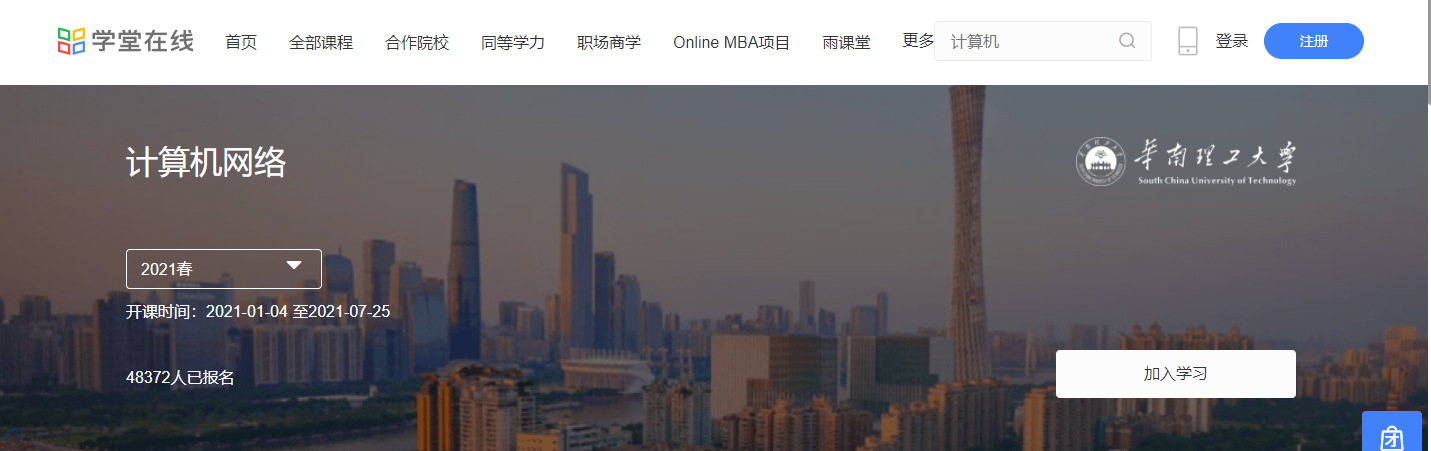 学堂在线 首页 全部课程 合作院校 同等学力 职场商学 Online MBA项目 雨课堂 更多 计算机 登录 注册
计算机网络
华南理工大学
South China University of Technology
2021春
开课时间：2021-01-04 至2021-07-25
48372人已报名
加入学习
团